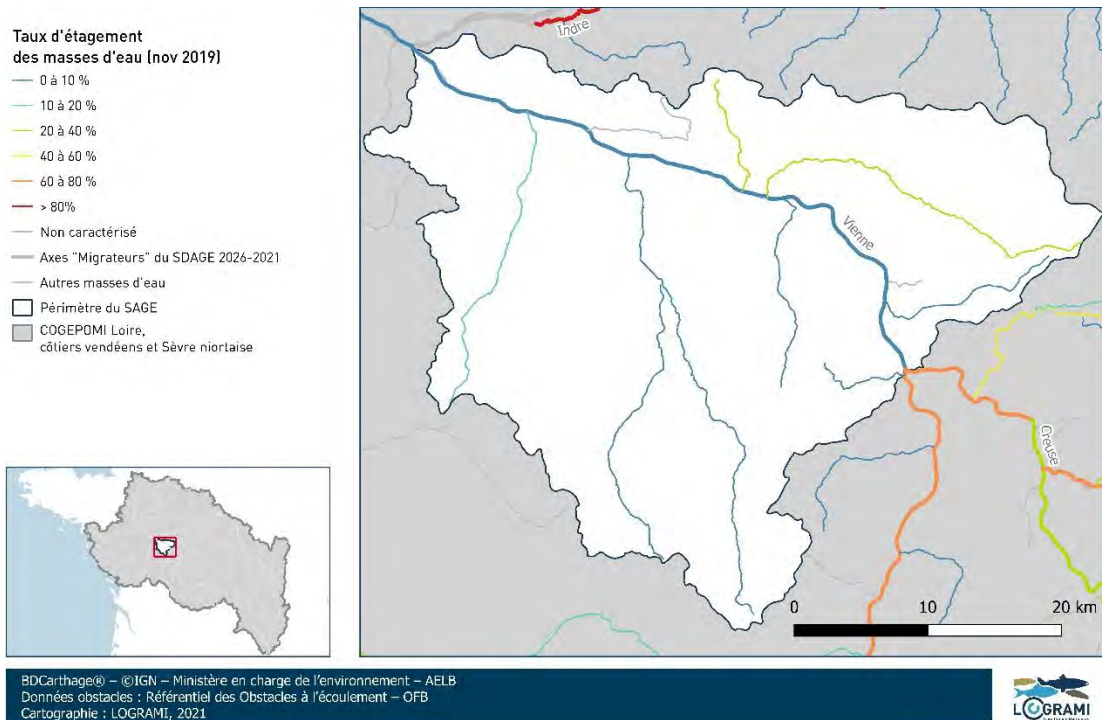 Taux d'étagement
des masses d'eau (nov 2019)
0 à 10 %
10 à 20 %
20 à 40 %
40 à 60 %
60 à 80 %
> 80%
Non caractérisé
Axes "Migrateurs" du SDAGE 2026-2021
Autres masses d'eau
Périmètre du SAGE
COGEPOMI Loire,
côtiers vendéens et Sèvre niortaise
Indre
Vienne
Creuse
0 10 20 km
BDCarthage® – ©IGN – Ministère en charge de l'environnement – AELB
Données obstacles : Référentiel des Obstacles à l'écoulement – OFB
Cartographie : LOGRAMI, 2021
LOGRAMI